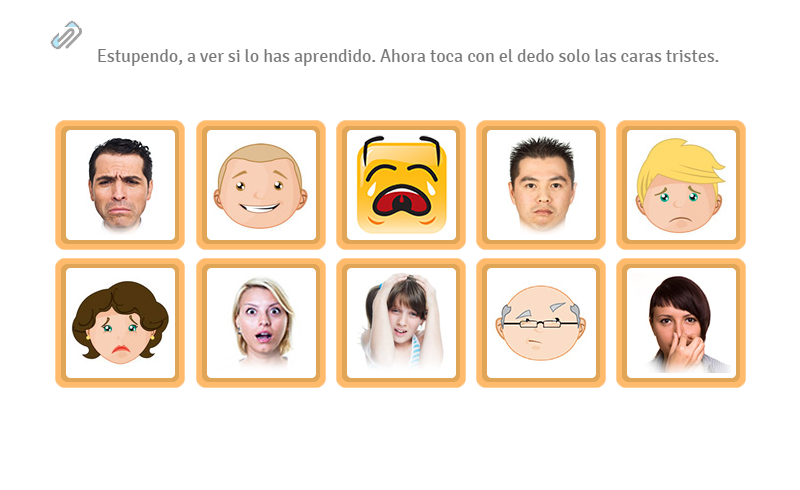 Estupendo, a ver si lo has aprendido. Ahora toca con el dedo solo las caras tristes.